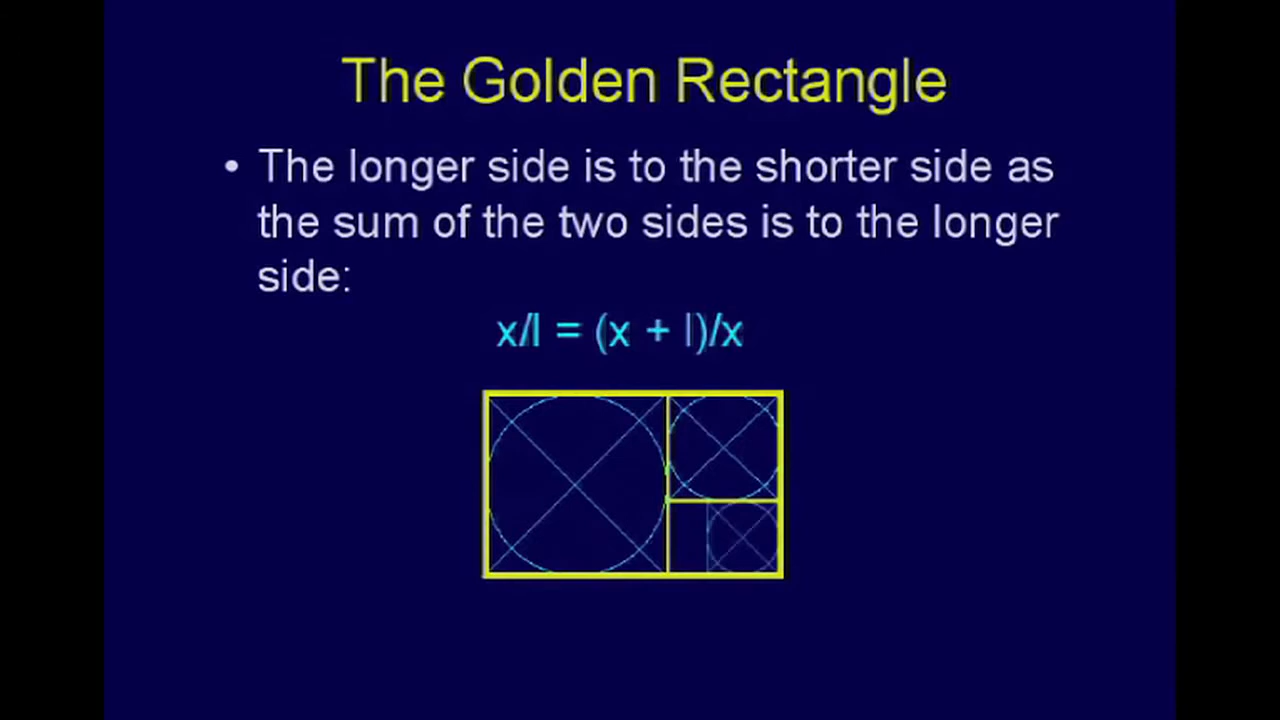 The Golden Rectangle
• The longer side is to the shorter side as
the sum of the two sides is to the longer
side:
x/l = (x + l)/x